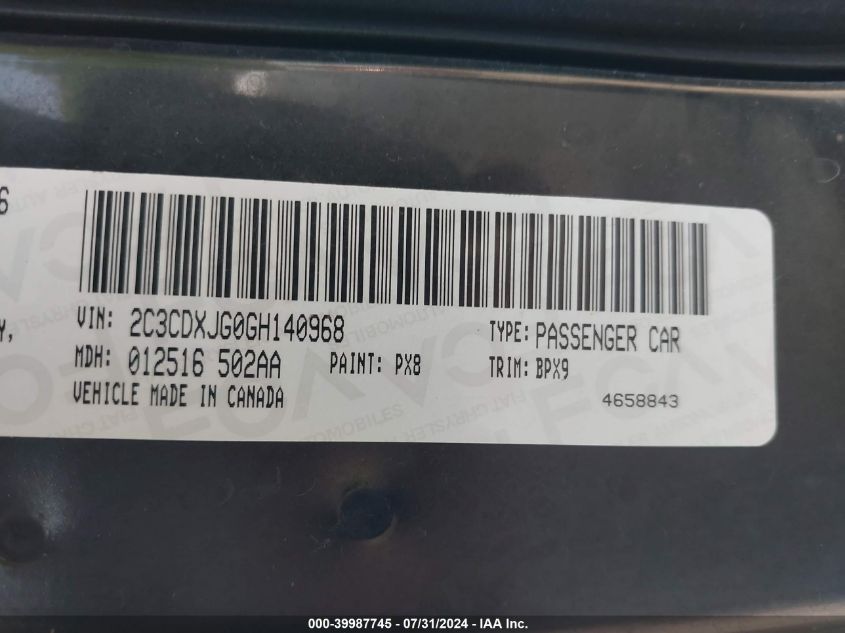 6
Y,
VIN: 2C3CDXJG0GH140968 TYPE: PASSENGER CAR
MDH: 012516 502AA PAINT: PX8 TRIM: BPX9
VEHICLE MADE IN CANADA 4658843
000-39987745 - 07/31/2024 - IAA Inc.